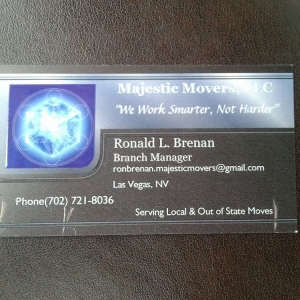 Majestic Movers, LLC
"We Work Smarter, Not Harder"
Ronald L. Brenan
Branch Manager
ronbrenan.majesticmovers@gmail.com
Las Vegas, NV
Phone(702) 721-8036
Serving Local & Out of State Moves